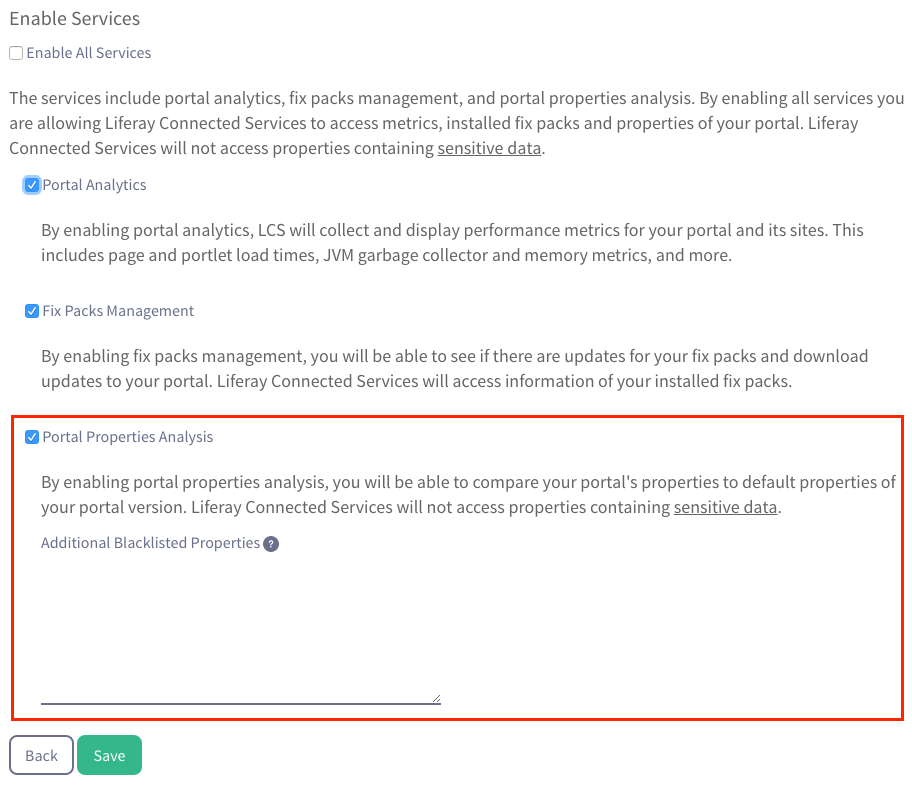 Enable Services
Enable All Services
The services include portal analytics, fix packs management, and portal properties analysis. By enabling all services you
are allowing Liferay Connected Services to access metrics, installed fix packs and properties of your portal. Liferay
Connected Services will not access properties containing sensitive data.
Portal Analytics
By enabling portal analytics, LCS will collect and display performance metrics for your portal and its sites. This
includes page and portlet load times, JVM garbage collector and memory metrics, and more.
Fix Packs Management
By enabling fix packs management, you will be able to see if there are updates for your fix packs and download
updates to your portal. Liferay Connected Services will access information of your installed fix packs.
Portal Properties Analysis
By enabling portal properties analysis, you will be able to compare your portal's properties to default properties of
your portal version. Liferay Connected Services will not access properties containing sensitive data.
Additional Blacklisted Properties ?
Back Save